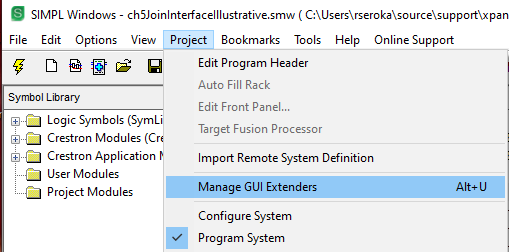 SIMPL Windows - ch5JoinInterfaceIllustrative.smw ( C:\Users\rseroka\source\support\xpan
File Edit Options View Project Bookmarks Tools Help Online Support
Symbol Library
Logic Symbols (SymLi
Crestron Modules (Cre
Crestron Application M
User Modules
Project Modules
Edit Program Header
Auto Fill Rack
Edit Front Panel...
Target Fusion Processor
Import Remote System Definition
Manage GUI Extenders Alt+U
Configure System
Program System